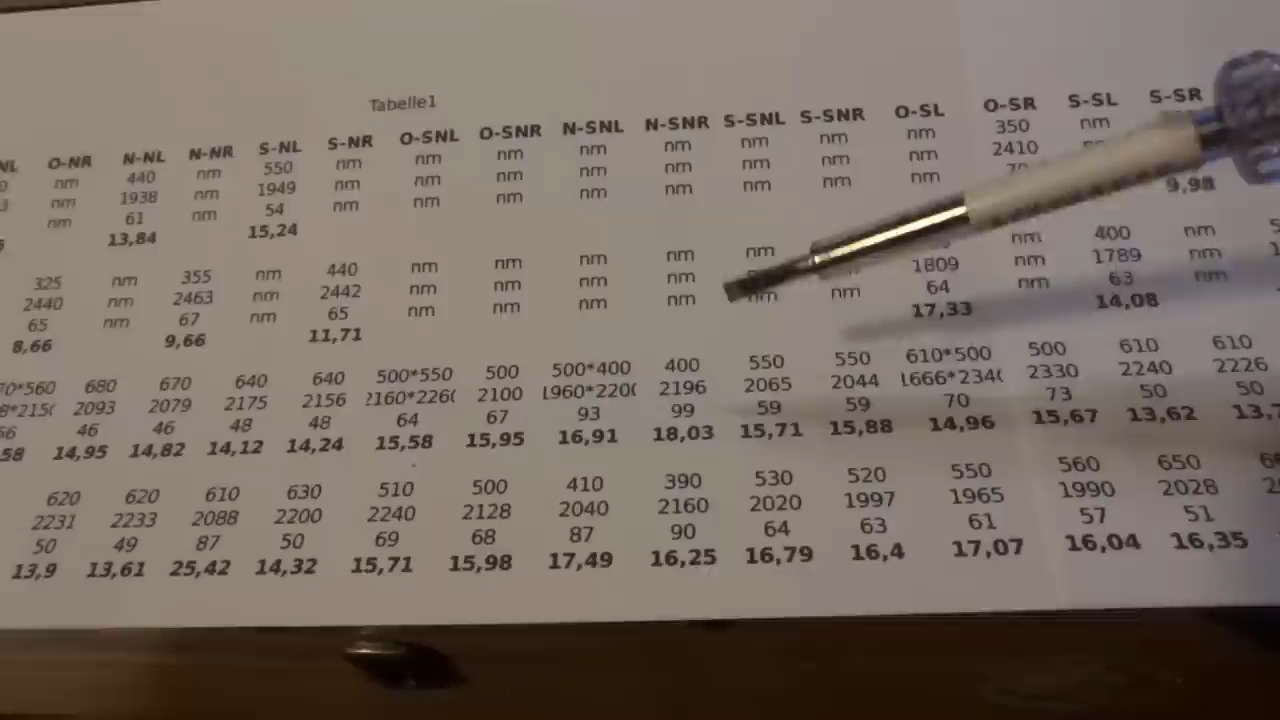 Tabelle1
NL O-NR N-NL N-NR S-NL S-NR O-SNL O-SNR N-SNL N-SNR S-SNL S-SNR O-SL O-SR S-SL S-SR
nm 440 nm 550 nm nm nm nm nm nm nm nm 350 nm
nm 1938 nm 1949 nm nm nm nm nm nm nm nm 2410
nm 61 nm 54 nm nm nm nm nm nm nm nm
13,84 15,24 9,98
325 nm 355 nm 440 nm nm nm nm nm nm 400 nm
2440 nm 2463 nm 2442 nm nm nm nm 1809 nm 1789 nm
65 nm 67 nm 65 nm nm nm nm nm nm 64 nm 63 nm
8,66 9,66 11,71 17,33 14,08
70*560 680 670 640 640 500*550 500 500*400 400 550 550 610*500 500 610 610
2093 2079 2175 2156 2100 2196 2065 2044 2330 2240 2226
46 46 48 48 64 67 93 99 59 59 70 73 50 50
58 14,95 14,82 14,12 14,24 15,58 15,95 16,91 18,03 15,71 15,88 14,96 15,67 13,62 13,7
620 620 610 630 510 500 410 390 530 520 550 560 650
2231 2233 2088 2200 2240 2128 2040 2160 2020 1997 1965 1990 2028
50 49 87 50 69 68 87 90 64 63 61 57 51
13,9 13,61 25,42 14,32 15,71 15,98 17,49 16,25 16,79 16,4 17,07 16,04 16,35